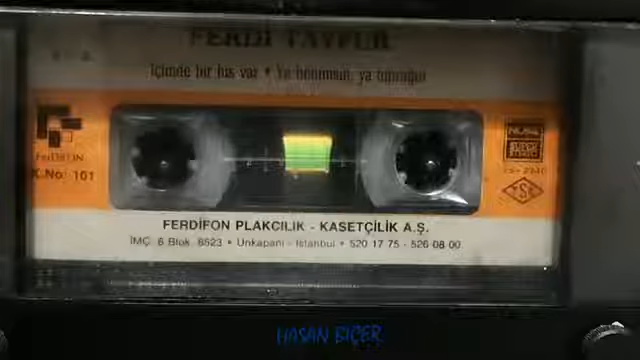 FERDİ TAYFUR
İçimde bir his var • Ya benimsin, ya toprağın
FERDİFON
K.No: 101
FERDİFON PLAKÇILIK - KASETÇİLİK A.Ş.
İMÇ. 6 Blok. 6523 • Unkapanı - İstanbul • 520 17 75 - 526 08 00
HASAN BİÇER